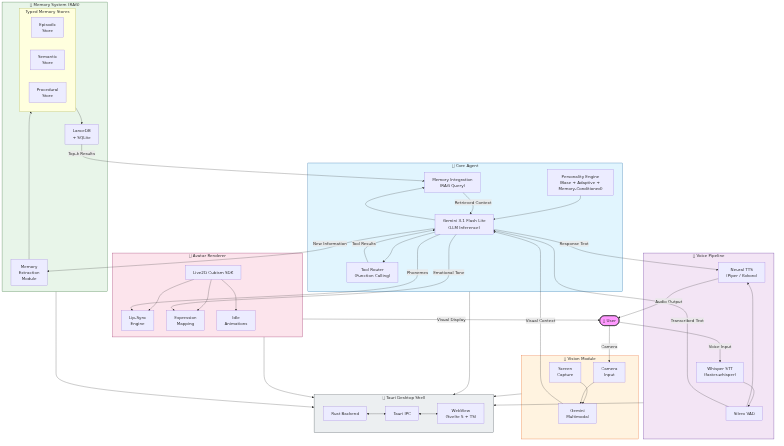 Memory System (RAG)
Typed Memory Stores
Episodic
Store
Semantic
Store
Procedural
Store
LanceDB
+ SQLite
Top-k Results
Memory
Extraction
Module
Core Agent
Memory Integration
(RAG Query)
Personality Engine
(Base + Adaptive +
Memory-Conditioned)
Retrieved Context
Gemini 3.1 Flash Lite
(LLM Inference)
New Information
Tool Results
Response Text
Tool Router
(Function Calling)
Phonemes
Emotional Tone
Avatar Renderer
Live2D Cubism SDK
Lip-Sync
Engine
Expression
Mapping
Idle
Animations
Visual Display
Visual Context
User
Camera
Voice Pipeline
Neural TTS
(Piper / Kokoro)
Audio Output
Transcribed Text
Voice Input
Whisper STT
(faster-whisper)
Silero VAD
Vision Module
Screen
Capture
Camera
Input
Gemini
Multimodal
Tauri Desktop Shell
Rust Backend
Tauri IPC
WebView
(Svelte 5 + TS)